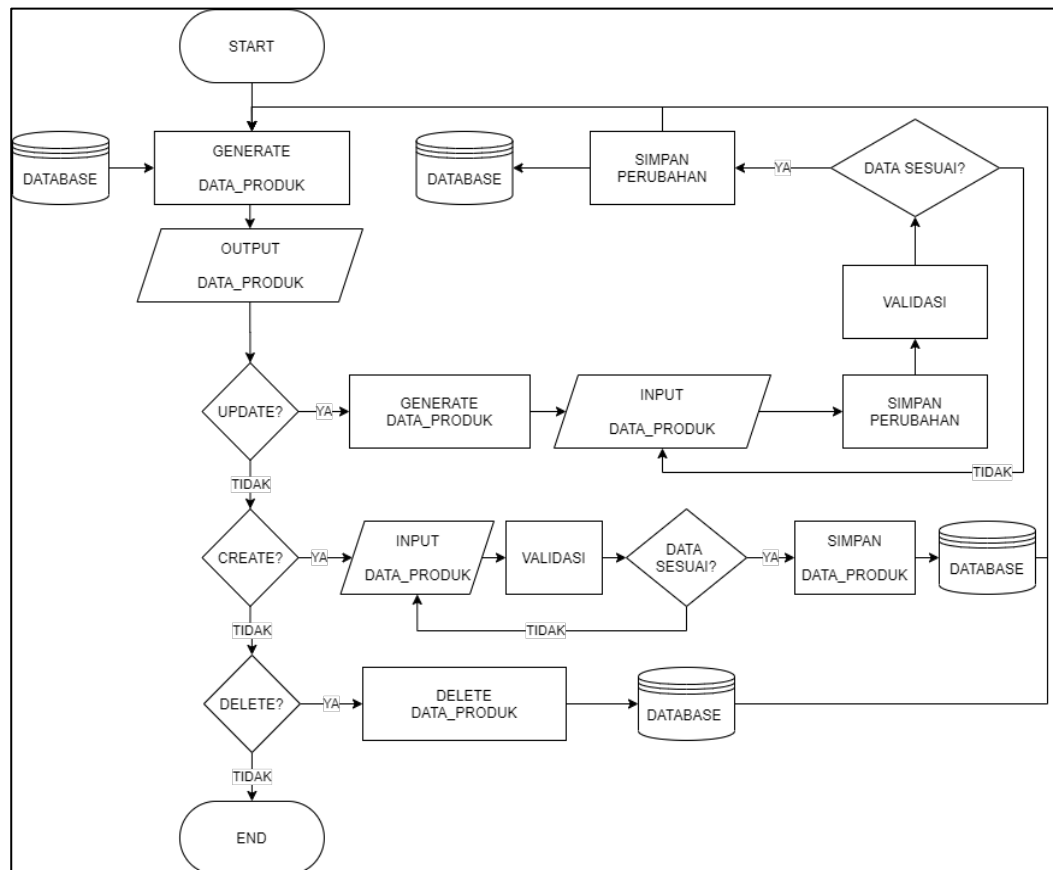 START
DATABASE
GENERATE
DATA_PRODUK
DATABASE
SIMPAN
PERUBAHAN
YA
DATA SESUAI?
OUTPUT
DATA_PRODUK
VALIDASI
UPDATE?
YA
GENERATE
DATA_PRODUK
INPUT
DATA_PRODUK
SIMPAN
PERUBAHAN
TIDAK
TIDAK
CREATE?
YA
INPUT
DATA_PRODUK
VALIDASI
DATA
SESUAI?
YA
SIMPAN
DATA_PRODUK
DATABASE
TIDAK
TIDAK
DELETE?
YA
DELETE
DATA_PRODUK
DATABASE
TIDAK
END